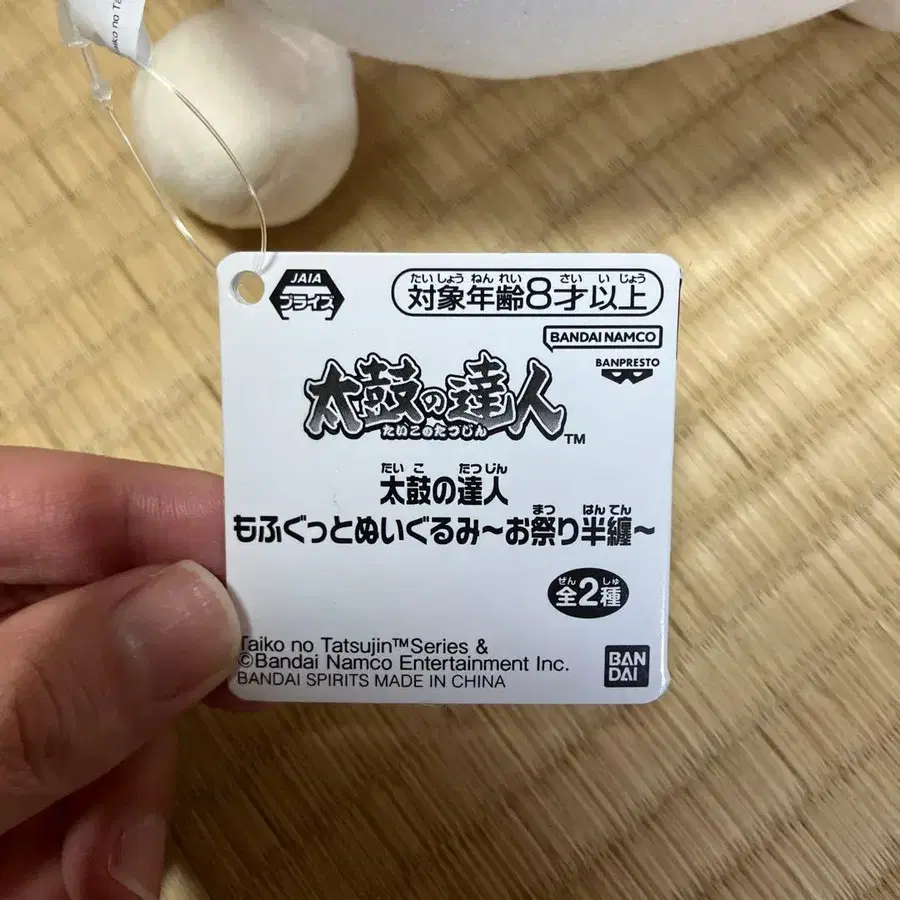 aiko no Ta
JAIA
プライズ
たいしょうねんれい さいいじょう
対象年齢8才以上
BANDAI NAMCO
BANPRESTO
太鼓の達人
たいこのたつじん
TM
たいこ たつじん
太鼓の達人
まつ はんてん
もふぐっとぬいぐるみ~お祭り半纏~
ぜん しゅ
全2種
Taiko no Tatsujin™Series &
©Bandai Namco Entertainment Inc.
BANDAI SPIRITS MADE IN CHINA
BAN
DAI